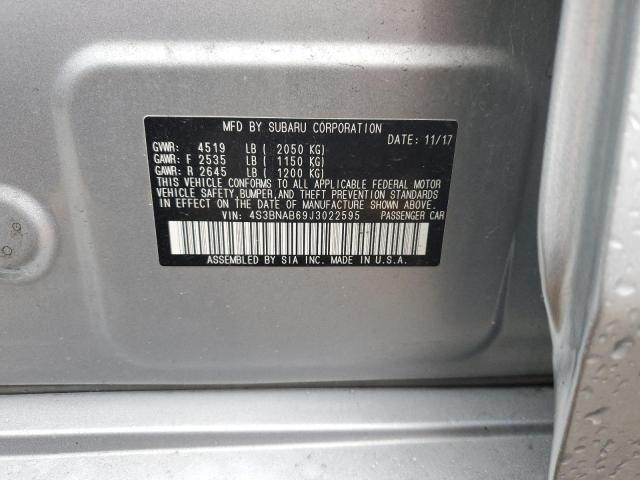 MFD BY SUBARU CORPORATION
DATE: 11/17
GVWR: 4519 LB ( 2050 KG)
GAWR: F 2535 LB ( 1150 KG)
GAWR: R 2645 LB ( 1200 KG)
THIS VEHICLE CONFORMS TO ALL APPLICABLE FEDERAL MOTOR
VEHICLE SAFETY, BUMPER, AND THEFT PREVENTION STANDARDS
IN EFFECT ON THE DATE OF MANUFACTURE SHOWN ABOVE.
VIN: 4S3BNAB69J3022595 PASSENGER CAR
ASSEMBLED BY SIA INC. MADE IN U.S.A.